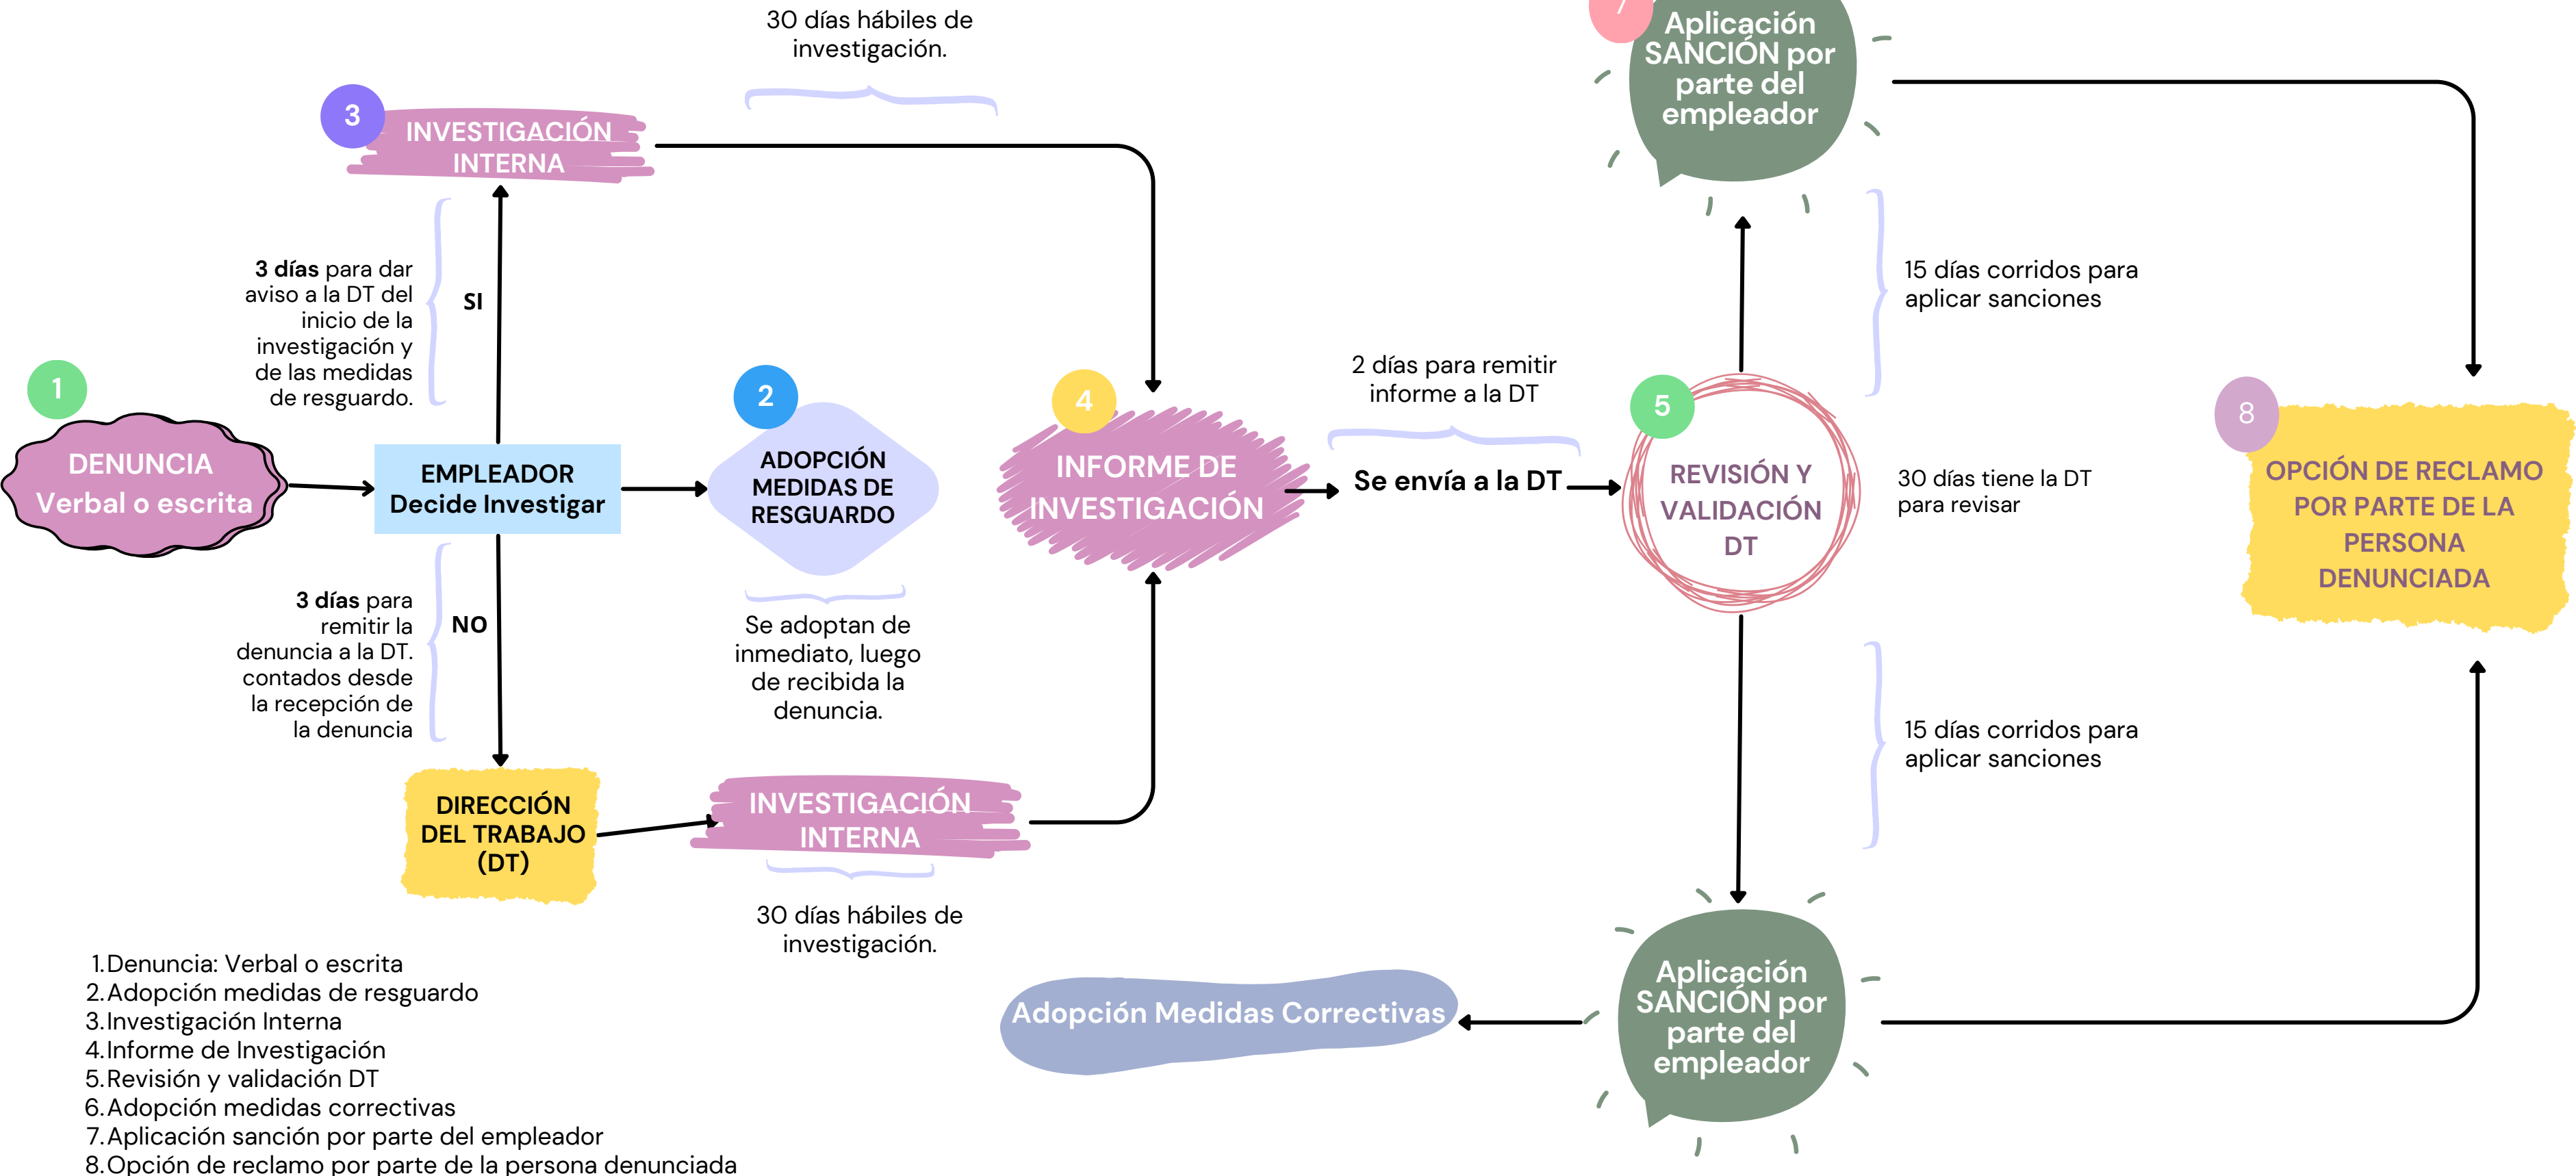 30 días hábiles de
investigación.
7
Aplicación
SANCIÓN por
parte del
empleador
3
INVESTIGACIÓN
INTERNA
3 días para dar
aviso a la DT del
inicio de la
investigación y
de las medidas
de resguardo.
SI
15 días corridos para
aplicar sanciones
1
DENUNCIA
Verbal o escrita
EMPLEADOR
Decide Investigar
2
ADOPCIÓN
MEDIDAS DE
RESGUARDO
Se adoptan de
inmediato, luego
de recibida la
denuncia.
4
INFORME DE
INVESTIGACIÓN
2 días para remitir
informe a la DT
Se envía a la DT
5
REVISIÓN Y
VALIDACIÓN
DT
30 días tiene la DT
para revisar
8
OPCIÓN DE RECLAMO
POR PARTE DE LA
PERSONA
DENUNCIADA
3 días para
remitir la
denuncia a la DT.
contados desde
la recepción de
la denuncia
NO
15 días corridos para
aplicar sanciones
DIRECCIÓN
DEL TRABAJO
(DT)
INVESTIGACIÓN
INTERNA
30 días hábiles de
investigación.
Aplicación
SANCIÓN por
parte del
empleador
Adopción Medidas Correctivas
1.Denuncia: Verbal o escrita
2.Adopción medidas de resguardo
3.Investigación Interna
4.Informe de Investigación
5.Revisión y validación DT
6.Adopción medidas correctivas
7.Aplicación sanción por parte del empleador
8.Opción de reclamo por parte de la persona denunciada